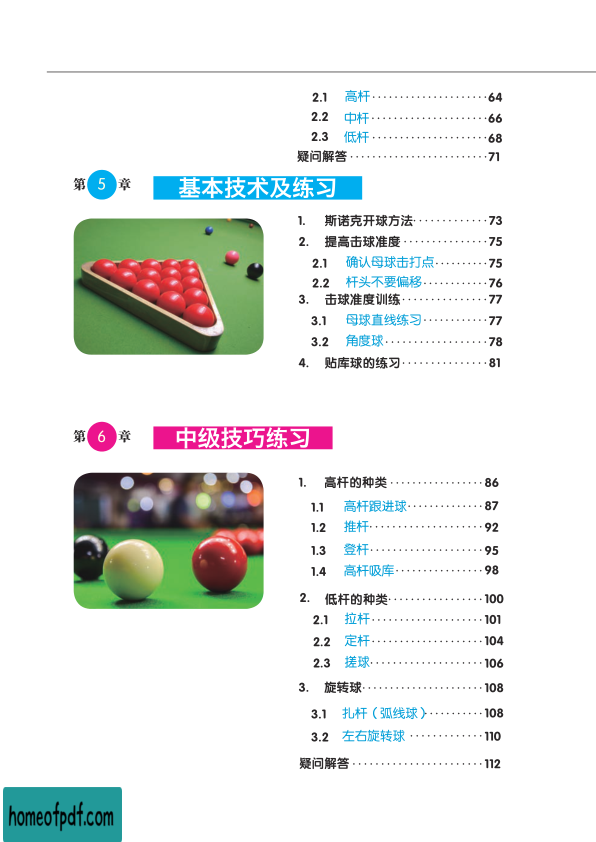 2.1 高杆 64
2.2 中杆 66
2.3 低杆 68
疑问解答 71
第 5 章 基本技术及练习
1. 斯诺克开球方法 73
2. 提高击球准度 75
2.1 确认母球击打点 75
2.2 杆头不要偏移 76
3. 击球准度训练 77
3.1 母球直线练习 77
3.2 角度球 78
4. 贴库球的练习 81
第 6 章 中级技巧练习
1. 高杆的种类 86
1.1 高杆跟进球 87
1.2 推杆 92
1.3 登杆 95
1.4 高杆吸库 98
2. 低杆的种类 100
2.1 拉杆 101
2.2 定杆 104
2.3 搓球 106
3. 旋转球 108
3.1 扎杆（弧线球） 108
3.2 左右旋转球 110
疑问解答 112
homeofpdf.com